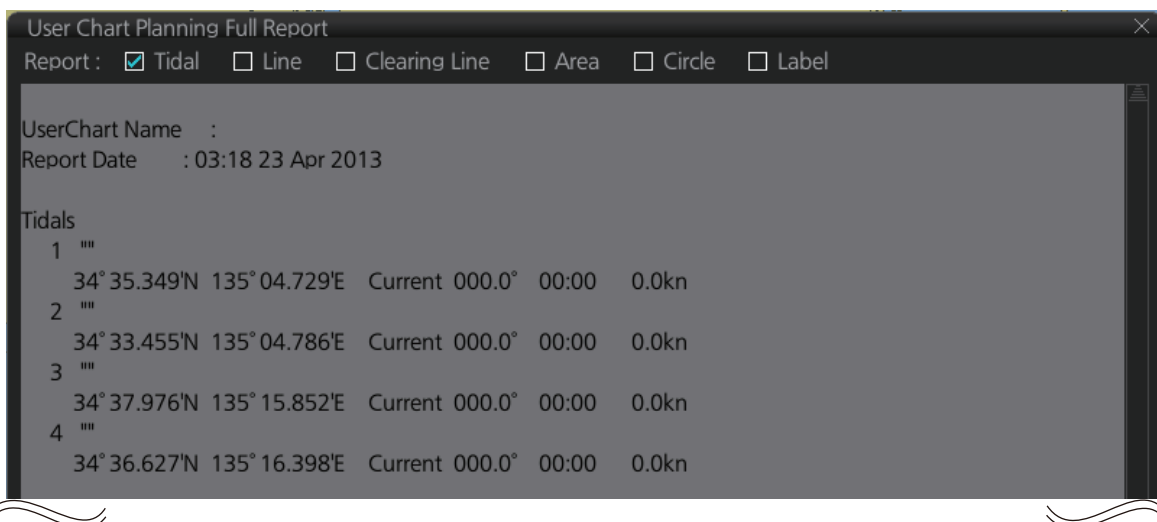 User Chart Planning Full Report
Report : Tidal Line Clearing Line Area Circle Label
UserChart Name :
Report Date : 03:18 23 Apr 2013
Tidals
1 ""
34°35.349'N 135°04.729'E Current 000.0° 00:00 0.0kn
2 ""
34°33.455'N 135°04.786'E Current 000.0° 00:00 0.0kn
3 ""
34°37.976'N 135°15.852'E Current 000.0° 00:00 0.0kn
4 ""
34°36.627'N 135°16.398'E Current 000.0° 00:00 0.0kn